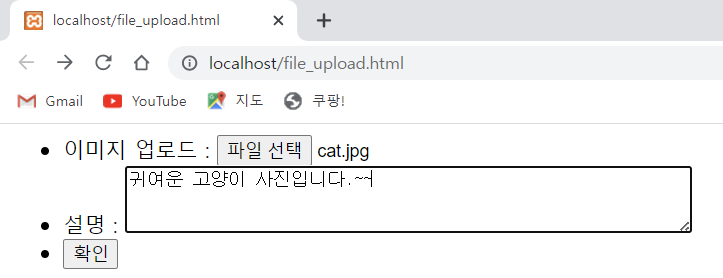 localhost/file_upload.html
localhost/file_upload.html
Gmail YouTube 지도 쿠팡!
이미지 업로드 : 파일 선택 cat.jpg
귀여운 고양이 사진입니다.~~
설명 :
확인